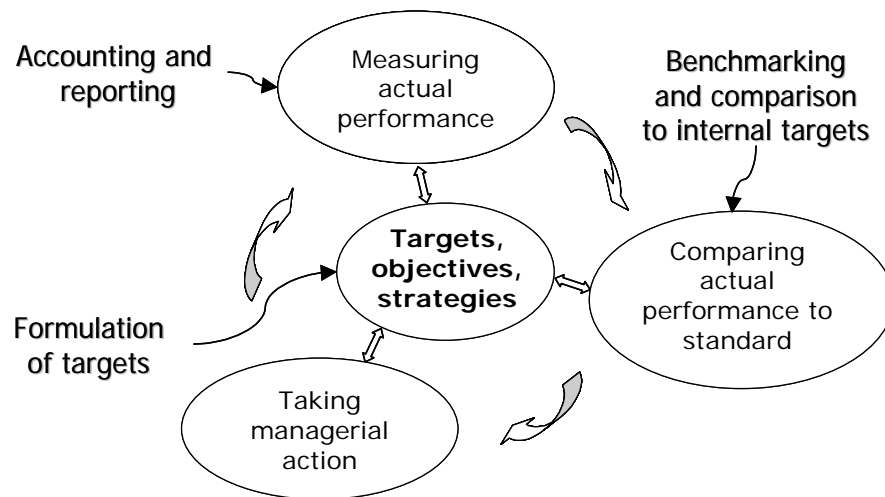 Accounting and
reporting
Measuring
actual
performance
Benchmarking
and comparison
to internal targets
Targets,
objectives,
strategies
Comparing
actual
performance to
standard
Formulation
of targets
Taking
managerial
action